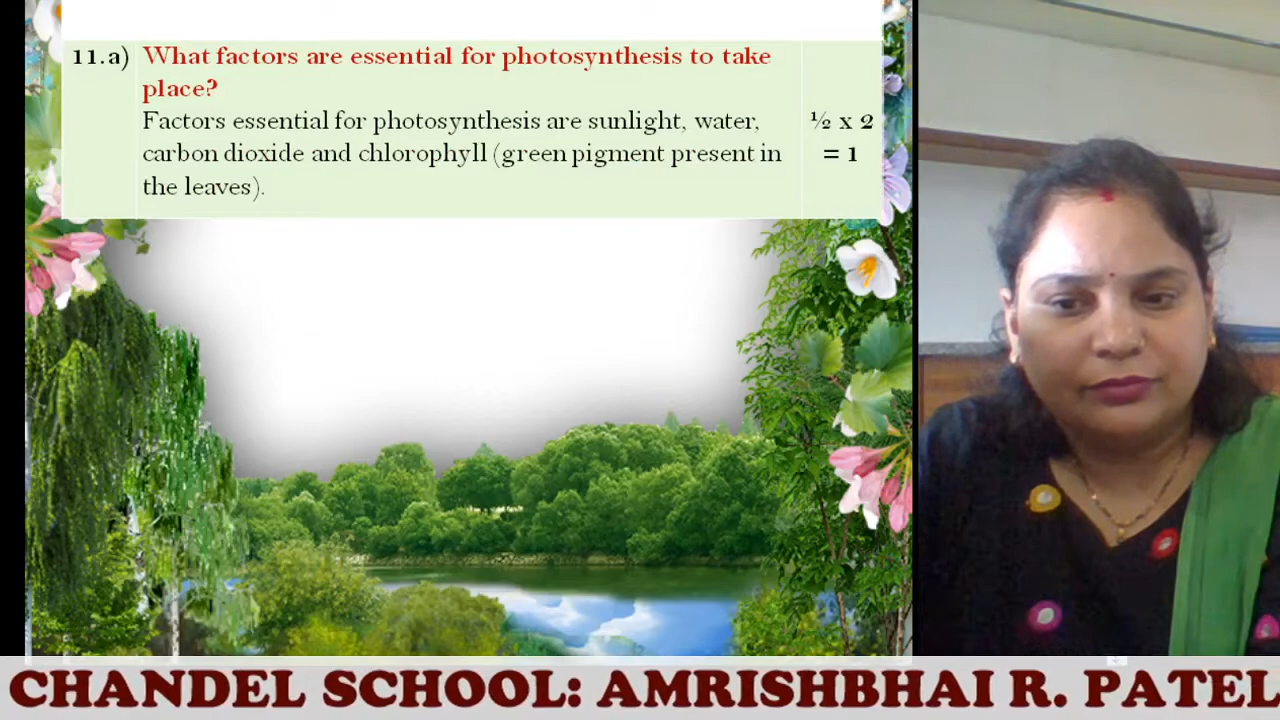 11.a) What factors are essential for photosynthesis to take
place?
Factors essential for photosynthesis are sunlight, water,
carbon dioxide and chlorophyll (green pigment present in
the leaves).
½ x 2
= 1
CHANDEL SCHOOL: AMRISHBHAI R. PATEL